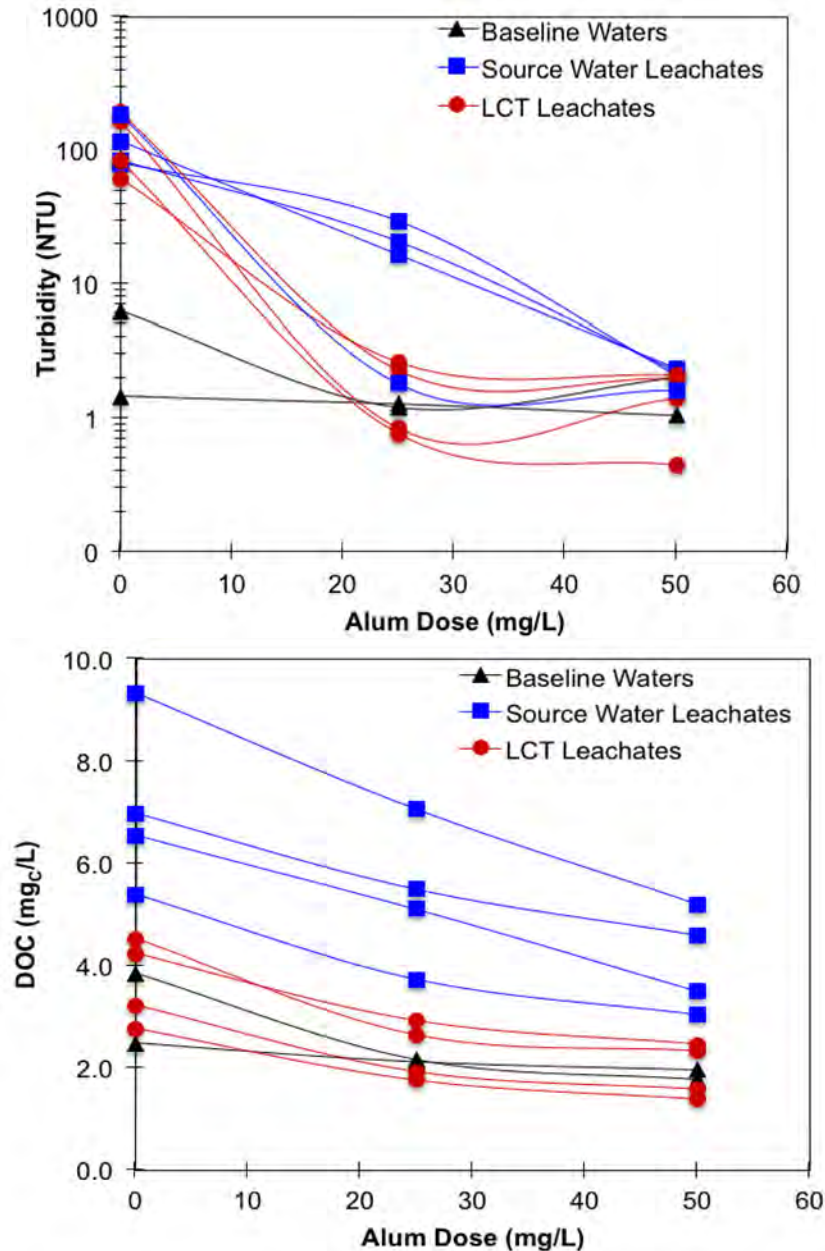 1000
100
10
1
0
Turbidity (NTU)
Baseline Waters
Source Water Leachates
LCT Leachates
0 10 20 30 40 50 60
Alum Dose (mg/L)
10.0
8.0
6.0
4.0
2.0
0.0
DOC (mgC/L)
Baseline Waters
Source Water Leachates
LCT Leachates
0 10 20 30 40 50 60
Alum Dose (mg/L)